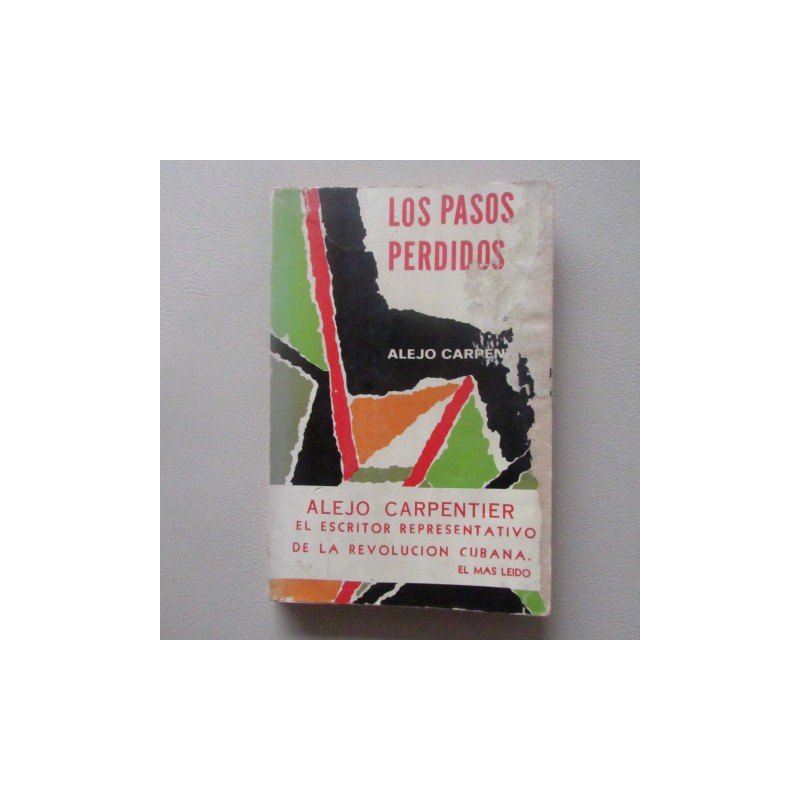 LOS PASOS
PERDIDOS
ALEJO CARPEN
ALEJO CARPENTIER
EL ESCRITOR REPRESENTATIVO
DE LA REVOLUCION CUBANA.
EL MAS LEIDO